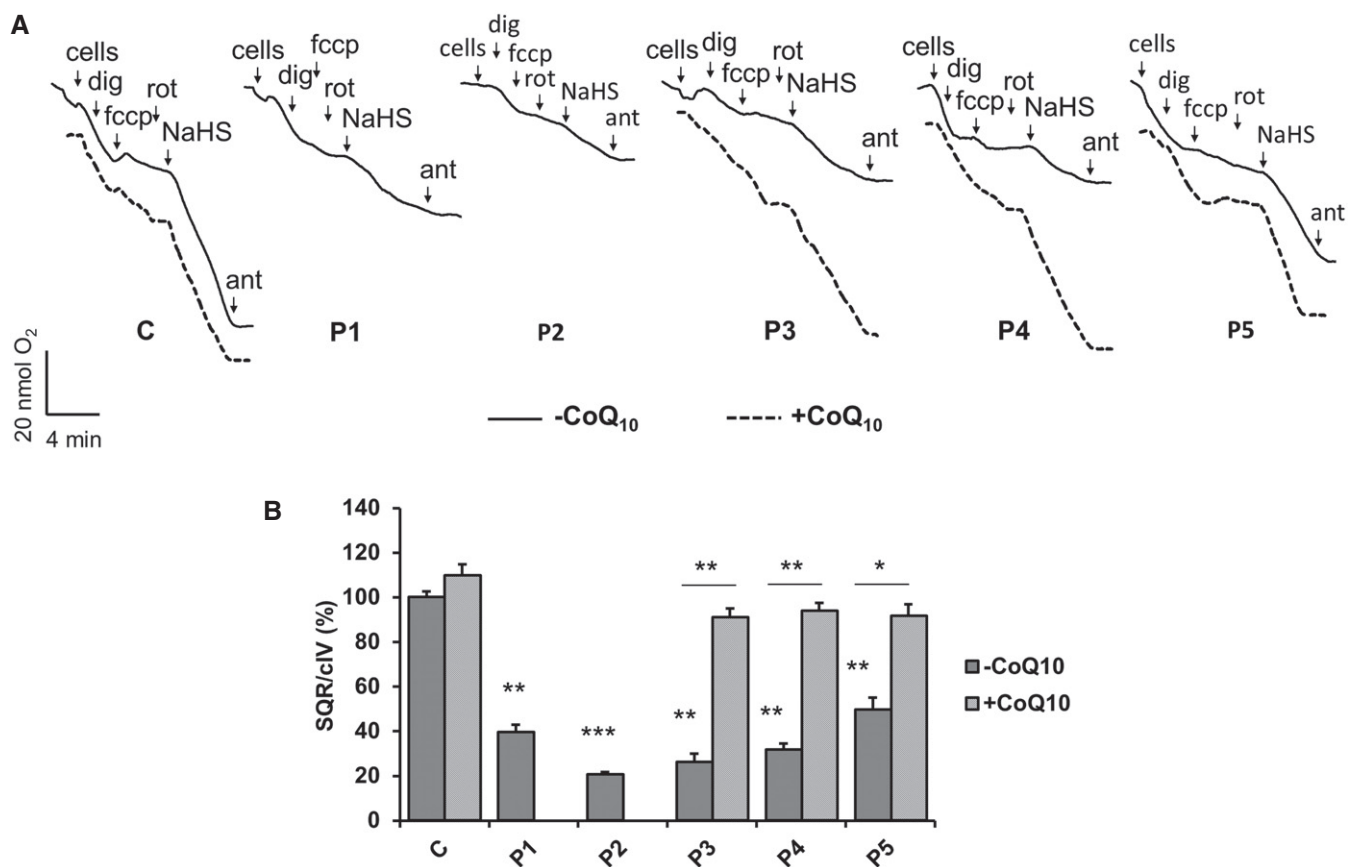 A
cells dig fccp rot NaHS ant
cells dig fccp rot NaHS ant
cells dig fccp rot NaHS ant
cells dig fccp rot NaHS ant
cells dig fccp rot NaHS ant
cells dig fccp rot NaHS ant
C P1 P2 P3 P4 P5
20 nmol O2
4 min
-CoQ10 +CoQ10
B
SQR/cIV (%)
140
120
100
80
60
40
20
0
** *** ** ** ** ** ** *
C P1 P2 P3 P4 P5
-CoQ10
+CoQ10